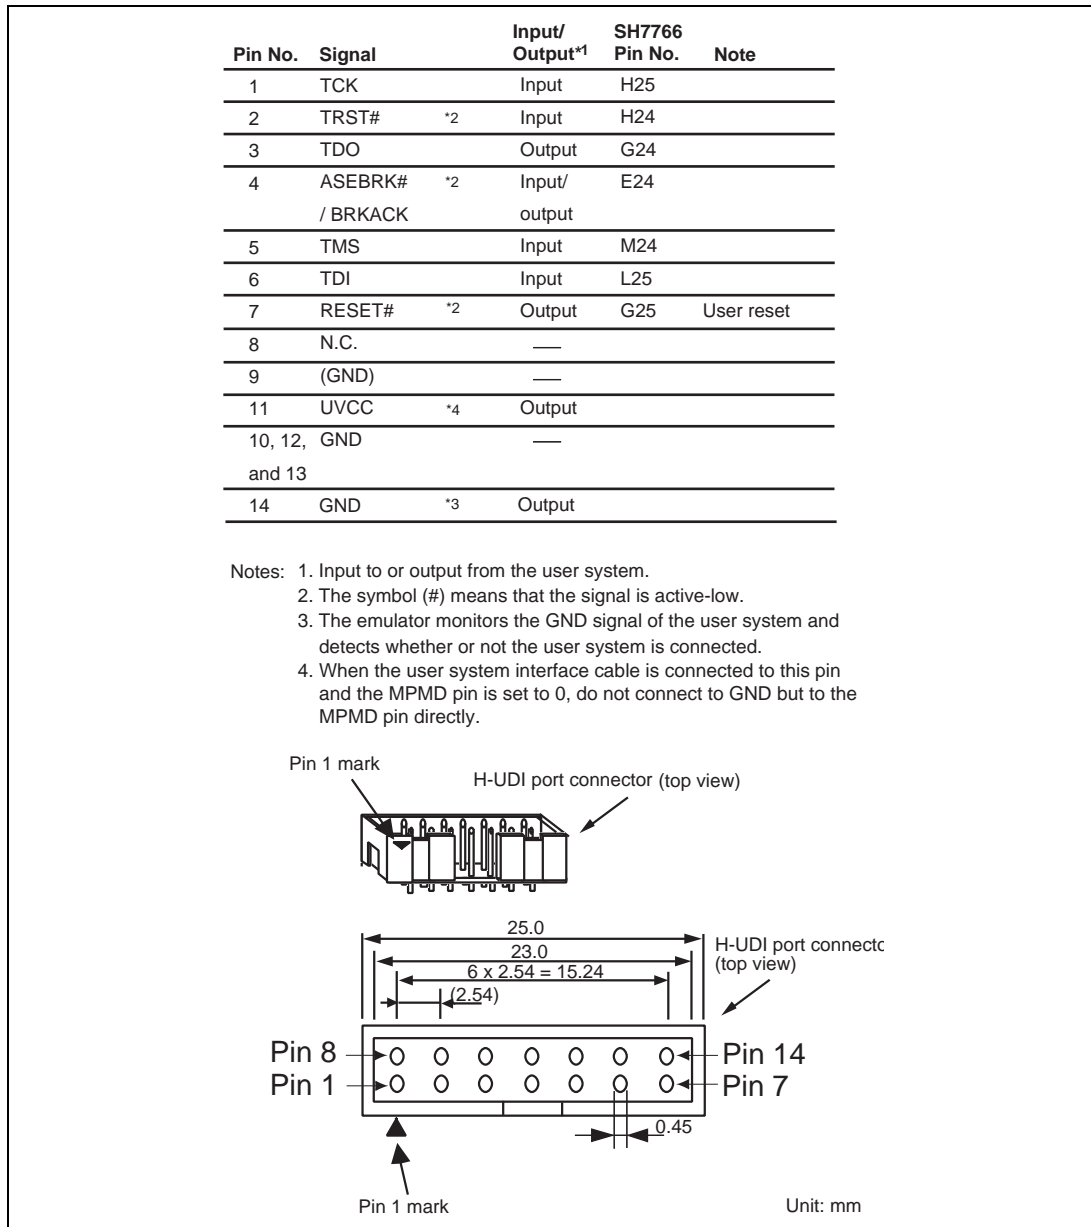 Input/ SH7766
Pin No. Signal Output*1 Pin No. Note
1 TCK Input H25
2 TRST# *2 Input H24
3 TDO Output G24
4 ASEBRK# *2 Input/ E24
/ BRKACK output
5 TMS Input M24
6 TDI Input L25
7 RESET# *2 Output G25 User reset
8 N.C. —
9 (GND) —
11 UVCC *4 Output
10, 12, GND —
and 13
14 GND *3 Output
Notes: 1. Input to or output from the user system.
2. The symbol (#) means that the signal is active-low.
3. The emulator monitors the GND signal of the user system and
detects whether or not the user system is connected.
4. When the user system interface cable is connected to this pin
and the MPMD pin is set to 0, do not connect to GND but to the
MPMD pin directly.
Pin 1 mark
H-UDI port connector (top view)
25.0
23.0
6 x 2.54 = 15.24
(2.54)
H-UDI port connecto
(top view)
Pin 8 Pin 14
Pin 1 Pin 7
0.45
Pin 1 mark
Unit: mm